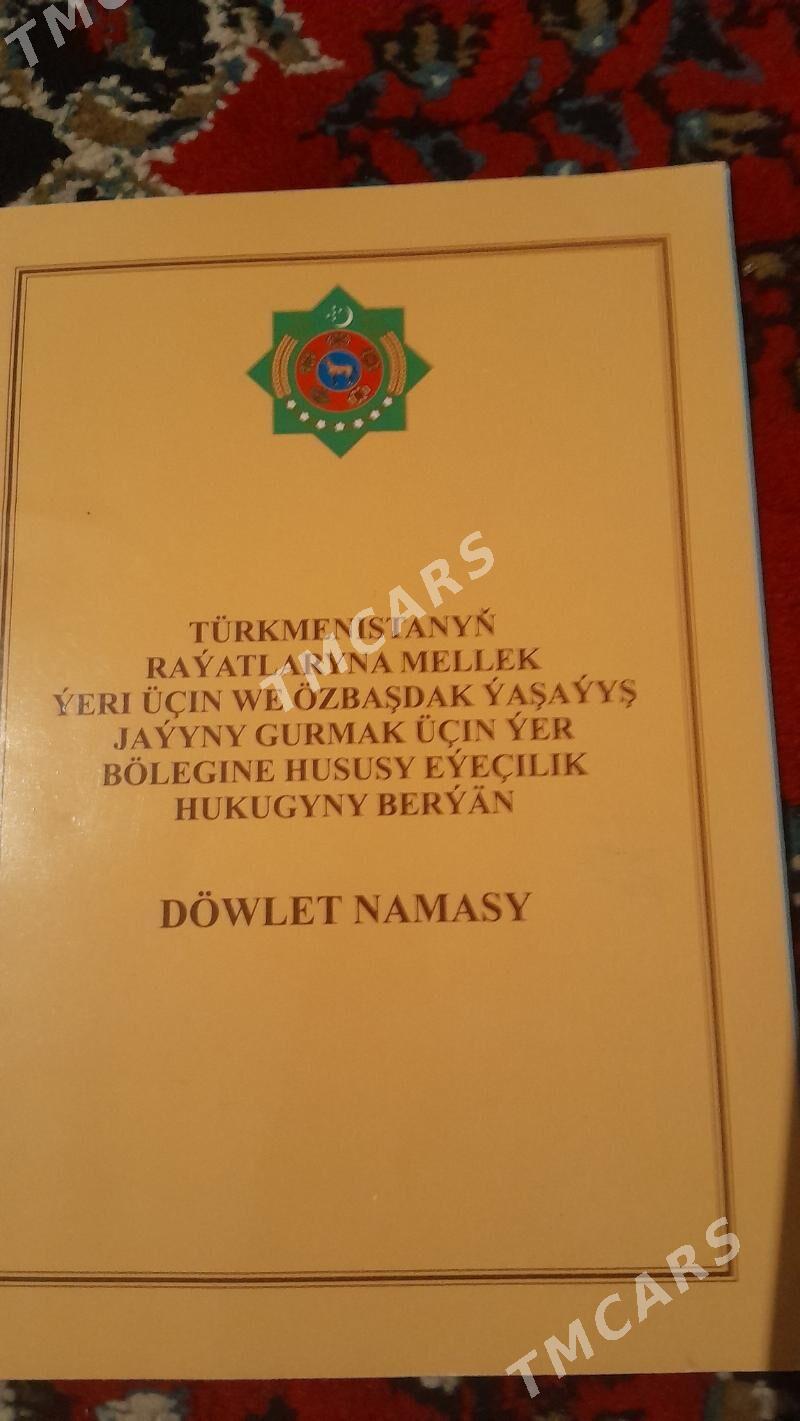 TMCARS
TÜRKMENISTANYŇ
RAÝATLARYNA MELLEK
ÝERI ÜÇIN WE ÖZBAŞDAK ÝAŞAÝYŞ
JAÝYNY GURMAK ÜÇIN ÝER
BÖLEGINE HUSUSY EÝEÇILIK
HUKUGYNY BERÝÄN
DÖWLET NAMASY
TMCARS